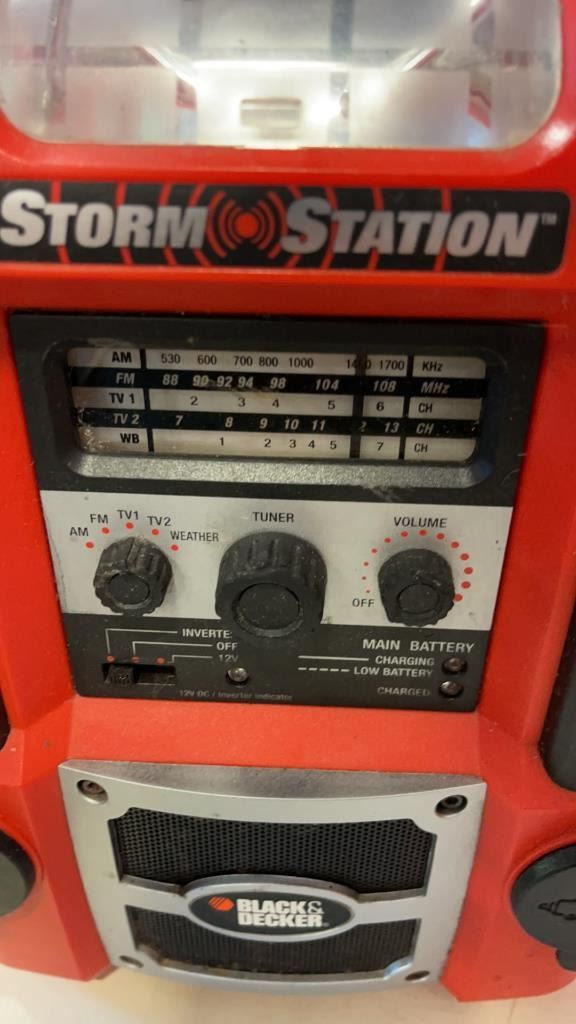 STORM STATION™
AM 530 600 700 800 1000 1700 KHz
FM 88 90 92 94 98 104 108 MHz
TV 1 2 3 4 5 6 CH
TV 2 7 8 9 10 11 13 CH
WB 1 2 3 4 5 7 CH
AM FM TV1 TV2 WEATHER
TUNER
VOLUME
OFF
INVERTE
OFF
12V
12V DC / Inverter indicator
MAIN BATTERY
CHARGING
LOW BATTERY
CHARGED
BLACK&
DECKER®